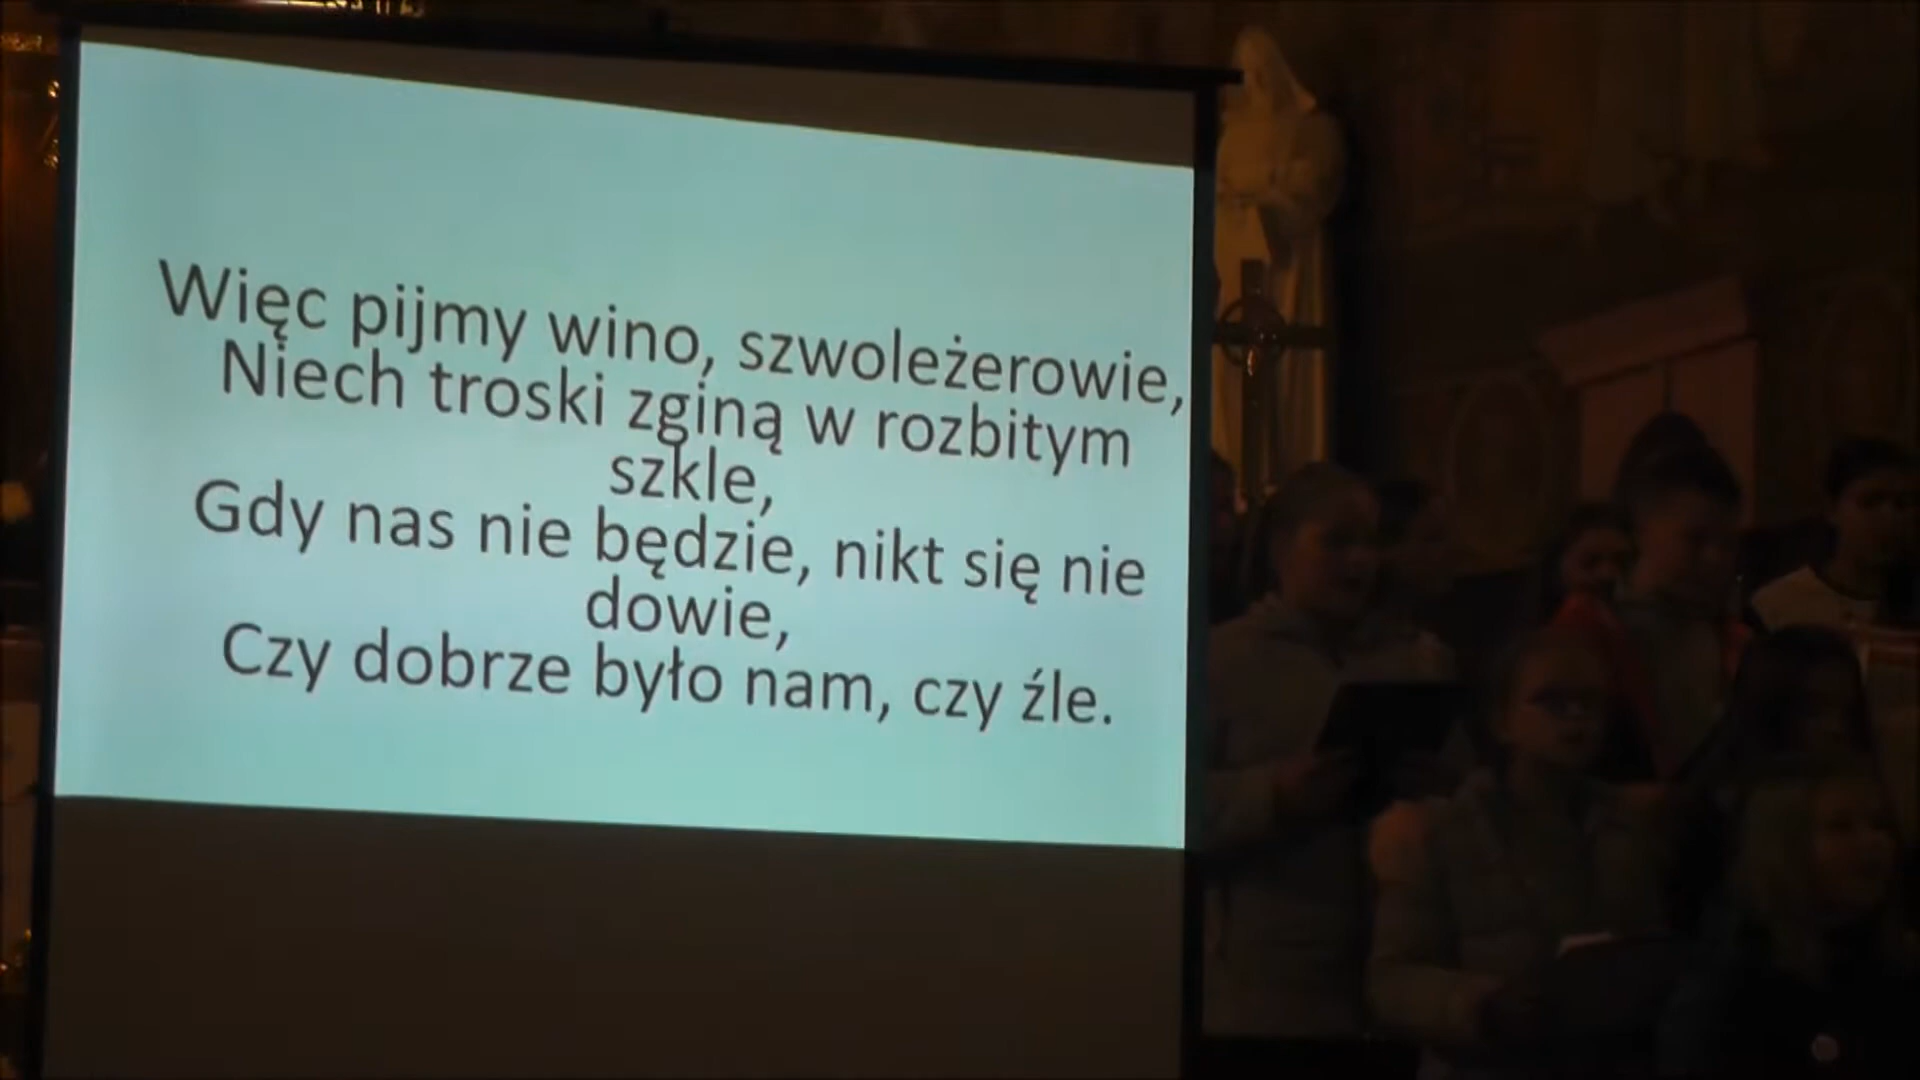 Więc pijmy wino, szwoleżerowie,
Niech troski zginą w rozbitym
szkle,
Gdy nas nie będzie, nikt się nie
dowie,
Czy dobrze było nam, czy źle.